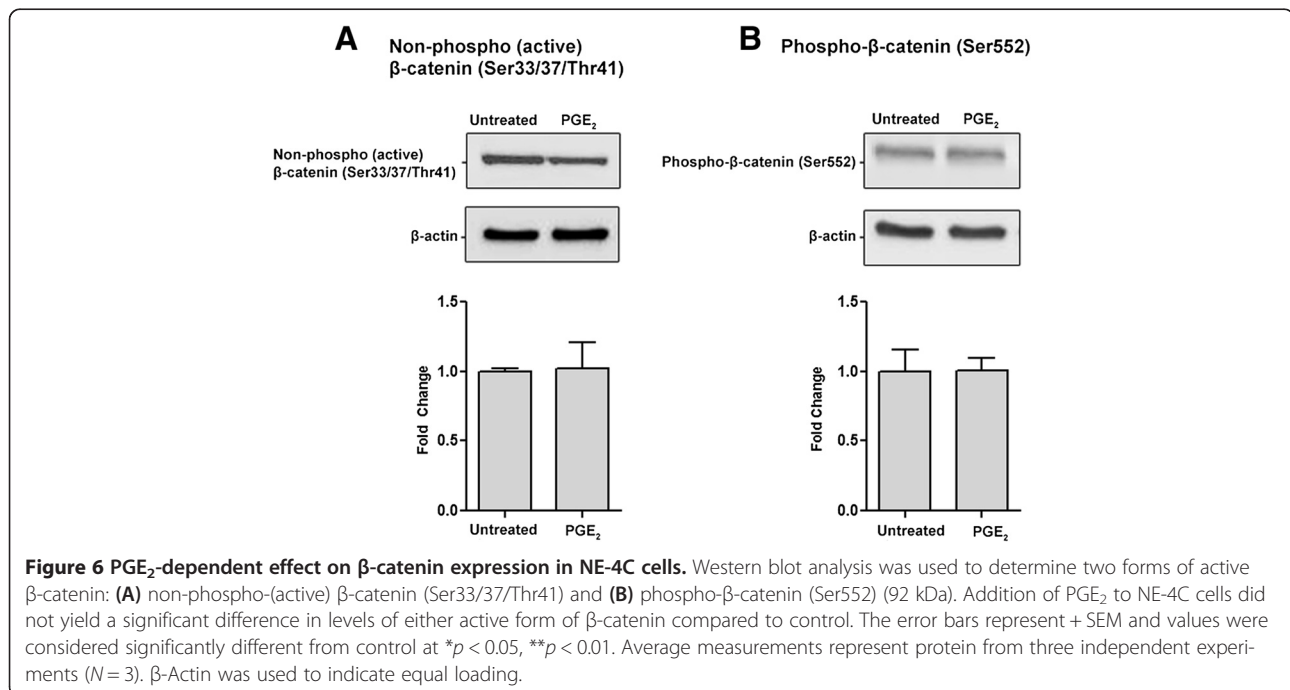 A Non-phospho (active)
β-catenin (Ser33/37/Thr41)
Untreated PGE₂
Non-phospho (active)
β-catenin (Ser33/37/Thr41)
β-actin
1.5
1.0
0.5
0.0
Fold Change
Untreated PGE₂
B Phospho-β-catenin (Ser552)
Untreated PGE₂
Phospho-β-catenin (Ser552)
β-actin
1.5
1.0
0.5
0.0
Fold Change
Untreated PGE₂
Figure 6 PGE₂-dependent effect on β-catenin expression in NE-4C cells. Western blot analysis was used to determine two forms of active
β-catenin: (A) non-phospho-(active) β-catenin (Ser33/37/Thr41) and (B) phospho-β-catenin (Ser552) (92 kDa). Addition of PGE₂ to NE-4C cells did
not yield a significant difference in levels of either active form of β-catenin compared to control. The error bars represent + SEM and values were
considered significantly different from control at *p < 0.05, **p < 0.01. Average measurements represent protein from three independent experi-
ments (N = 3). β-Actin was used to indicate equal loading.